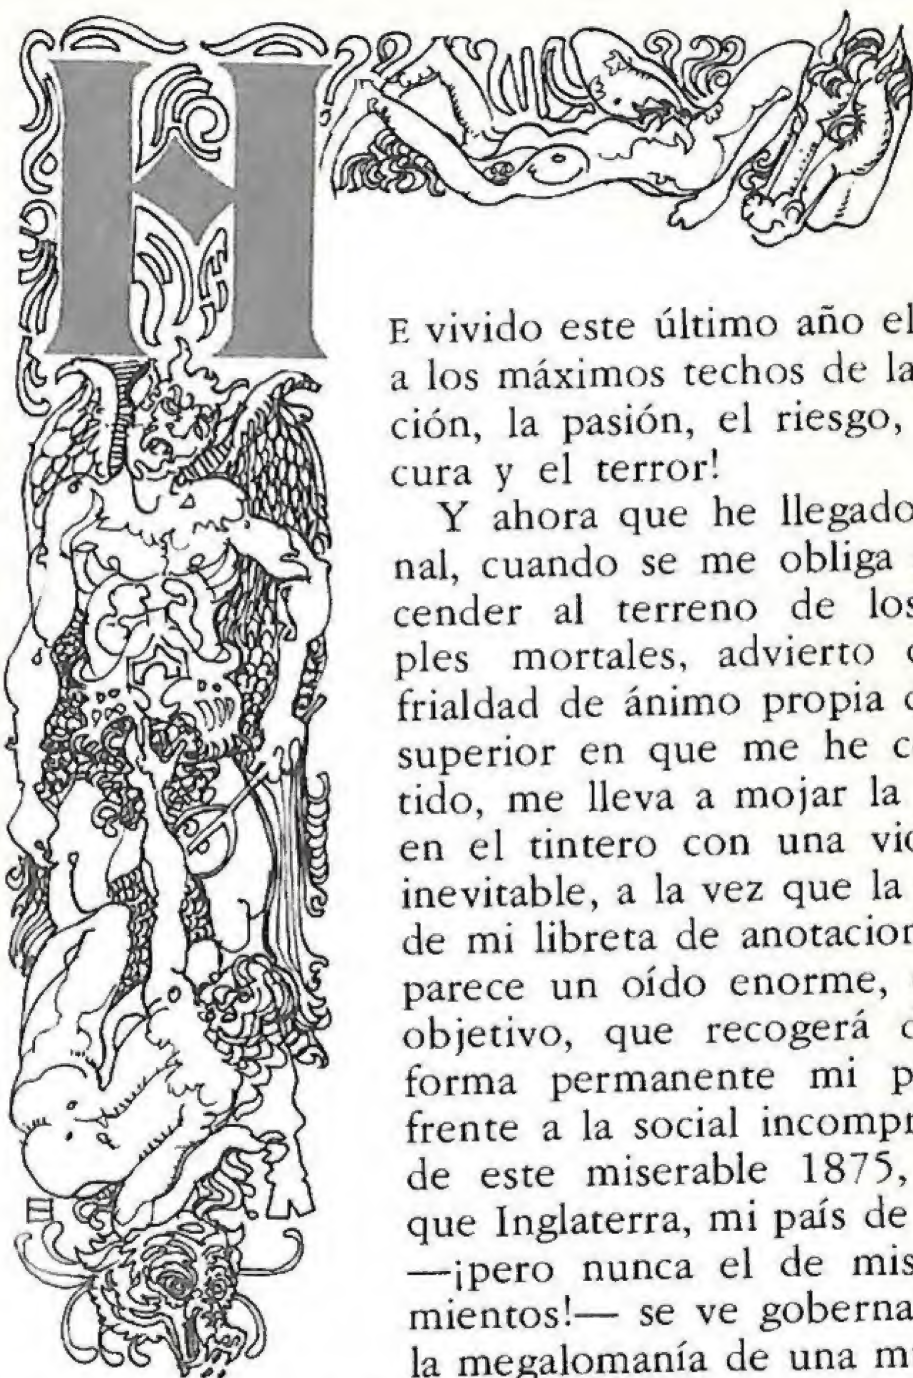 H
E vivido este último año el
a los máximos techos de la
ción, la pasión, el riesgo,
cura y el terror!
Y ahora que he llegado
nal, cuando se me obliga
cender al terreno de los
ples mortales, advierto
frialdad de ánimo propia
superior en que me he c
tido, me lleva a mojar la
en el tintero con una vio
inevitable, a la vez que la
de mi libreta de anotacion
parece un oído enorme,
objetivo, que recogerá
forma permanente mi p
frente a la social incompr
de este miserable 1875,
que Inglaterra, mi país de
—¡pero nunca el de mis
mientos!— se ve goberna
la megalomanía de una m